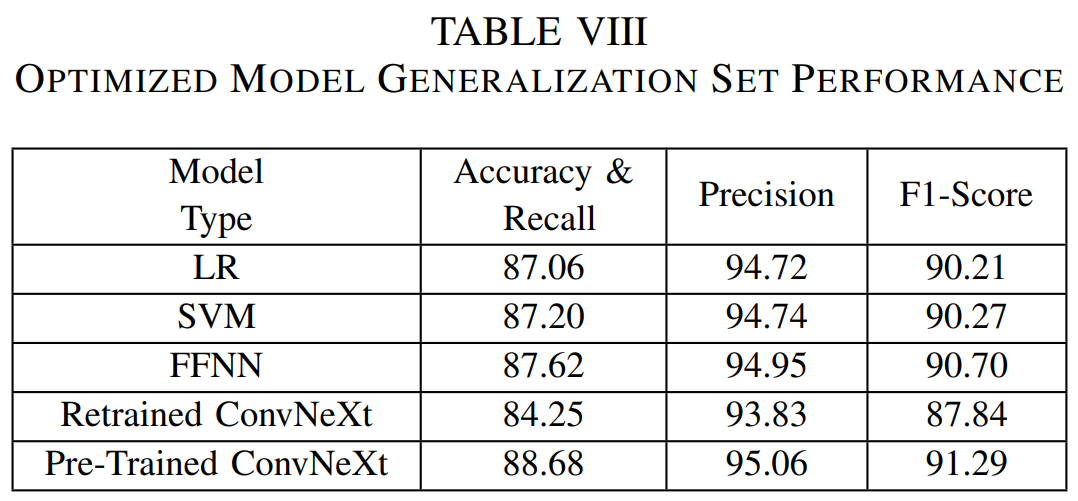 TABLE VIII
OPTIMIZED MODEL GENERALIZATION SET PERFORMANCE
Model Type Accuracy & Recall Precision F1-Score
LR 87.06 94.72 90.21
SVM 87.20 94.74 90.27
FFNN 87.62 94.95 90.70
Retrained ConvNeXt 84.25 93.83 87.84
Pre-Trained ConvNeXt 88.68 95.06 91.29